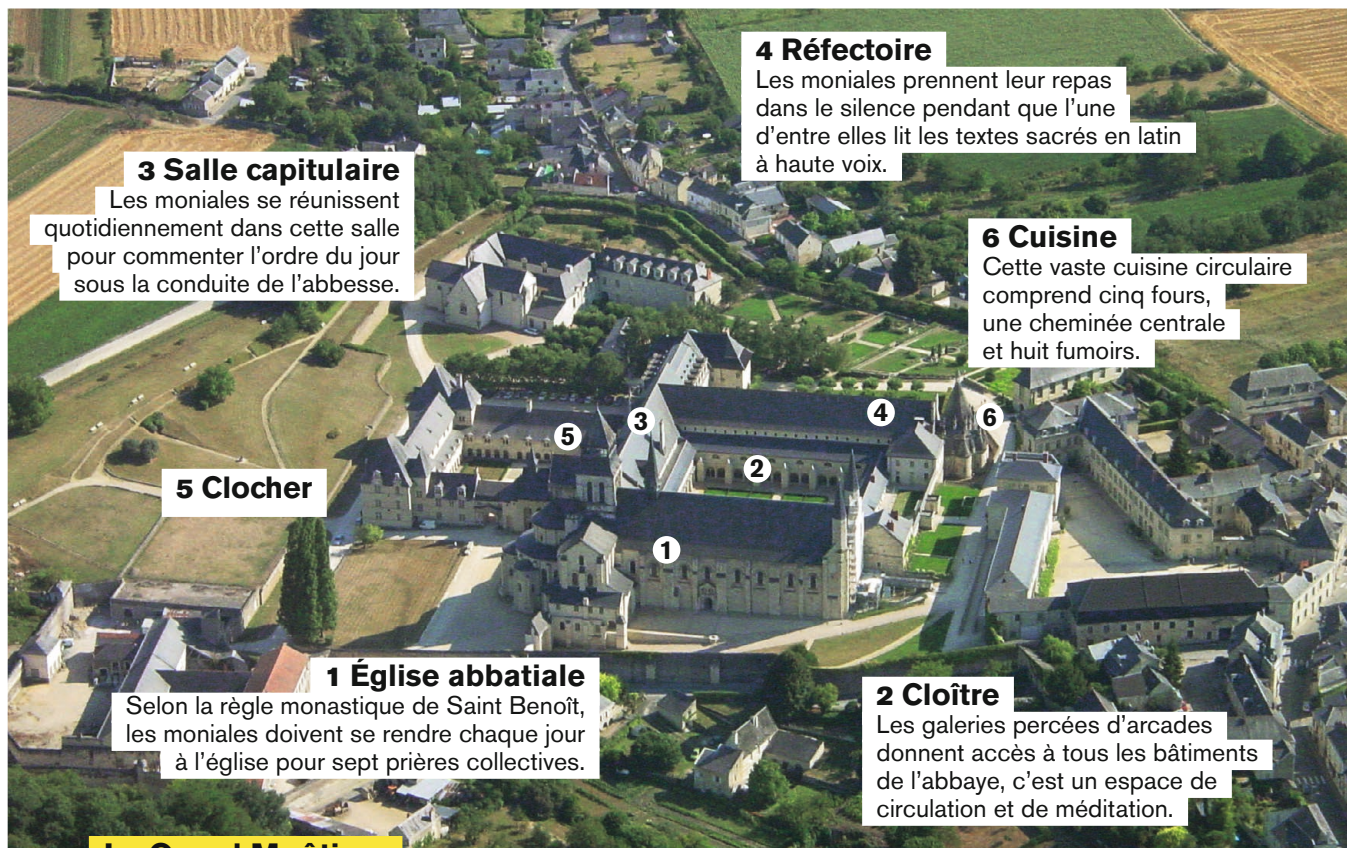 4 Réfectoire
Les moniales prennent leur repas
dans le silence pendant que l’une
d’entre elles lit les textes sacrés en latin
à haute voix.
3 Salle capitulaire
Les moniales se réunissent
quotidiennement dans cette salle
pour commenter l’ordre du jour
sous la conduite de l’abbesse.
6 Cuisine
Cette vaste cuisine circulaire
comprend cinq fours,
une cheminée centrale
et huit fumoirs.
3
4
6
5
2
5 Clocher
1
1 Église abbatiale
Selon la règle monastique de Saint Benoît,
les moniales doivent se rendre chaque jour
à l’église pour sept prières collectives.
2 Cloître
Les galeries percées d’arcades
donnent accès à tous les bâtiments
de l’abbaye, c’est un espace de
circulation et de méditation.
Le Grand Moûtier